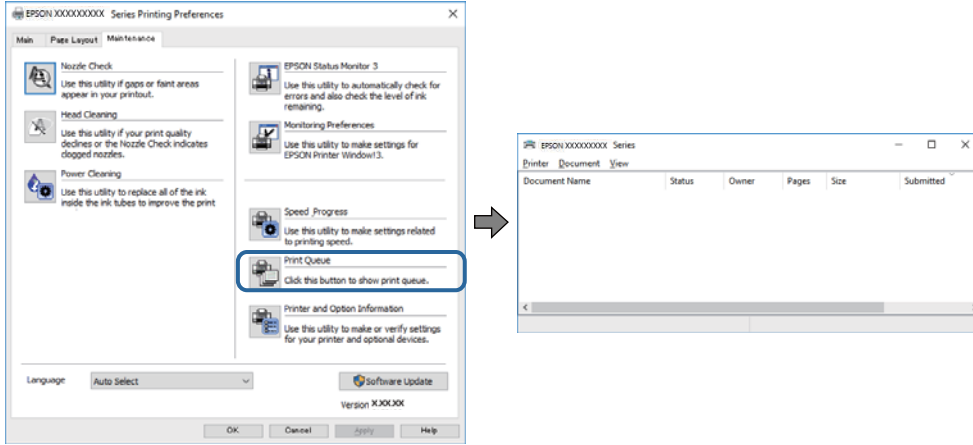 EPSON XXXXXXXXX Series Printing Preferences
Main Page Layout Maintenance
Nozzle Check
Use this utility if gaps or faint areas
appear in your printout.
Head Cleaning
Use this utility if your print quality
declines or the Nozzle Check indicates
clogged nozzles.
Power Cleaning
Use this utility to replace all of the ink
inside the ink tubes to improve the print
EPSON Status Monitor 3
Use this utility to automatically check for
errors and also check the level of ink
remaining.
Monitoring Preferences
Use this utility to make settings for
EPSON Printer Window!3.
Speed_Progress
Use this utility to make settings related
to printing speed.
Print Queue
Click this button to show print queue.
Printer and Option Information
Use this utility to make or verify settings
for your printer and optional devices.
Language Auto Select
Software Update
Version X.XX.XX
OK Cancel Apply Help
EPSON XXXXXXXXX Series
Printer Document View
Document Name Status Owner Pages Size Submitted